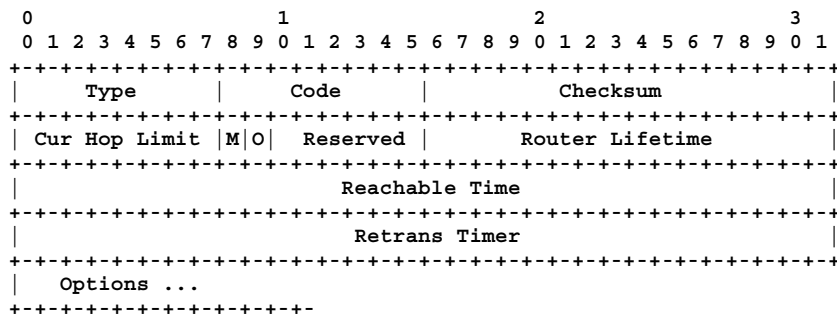 0                   1                   2                   3
 0 1 2 3 4 5 6 7 8 9 0 1 2 3 4 5 6 7 8 9 0 1 2 3 4 5 6 7 8 9 0 1
+-+-+-+-+-+-+-+-+-+-+-+-+-+-+-+-+-+-+-+-+-+-+-+-+-+-+-+-+-+-+-+-+
|     Type      |     Code      |          Checksum             |
+-+-+-+-+-+-+-+-+-+-+-+-+-+-+-+-+-+-+-+-+-+-+-+-+-+-+-+-+-+-+-+-+
| Cur Hop Limit |M|O|  Reserved |       Router Lifetime         |
+-+-+-+-+-+-+-+-+-+-+-+-+-+-+-+-+-+-+-+-+-+-+-+-+-+-+-+-+-+-+-+-+
|                         Reachable Time                        |
+-+-+-+-+-+-+-+-+-+-+-+-+-+-+-+-+-+-+-+-+-+-+-+-+-+-+-+-+-+-+-+-+
|                          Retrans Timer                        |
+-+-+-+-+-+-+-+-+-+-+-+-+-+-+-+-+-+-+-+-+-+-+-+-+-+-+-+-+-+-+-+-+
|   Options ...
+-+-+-+-+-+-+-+-+-+-+-+-